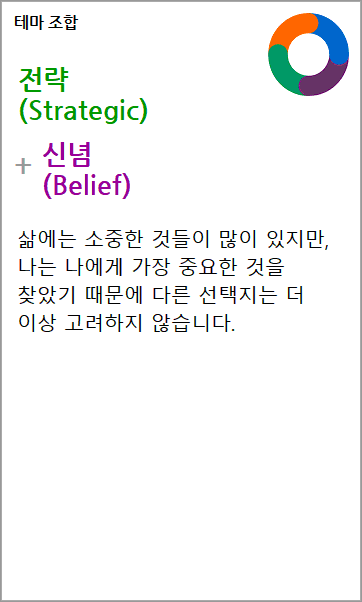 테마 조합
전략
(Strategic)
+ 신념
(Belief)
삶에는 소중한 것들이 많이 있지만,
나는 나에게 가장 중요한 것을
찾았기 때문에 다른 선택지는 더
이상 고려하지 않습니다.